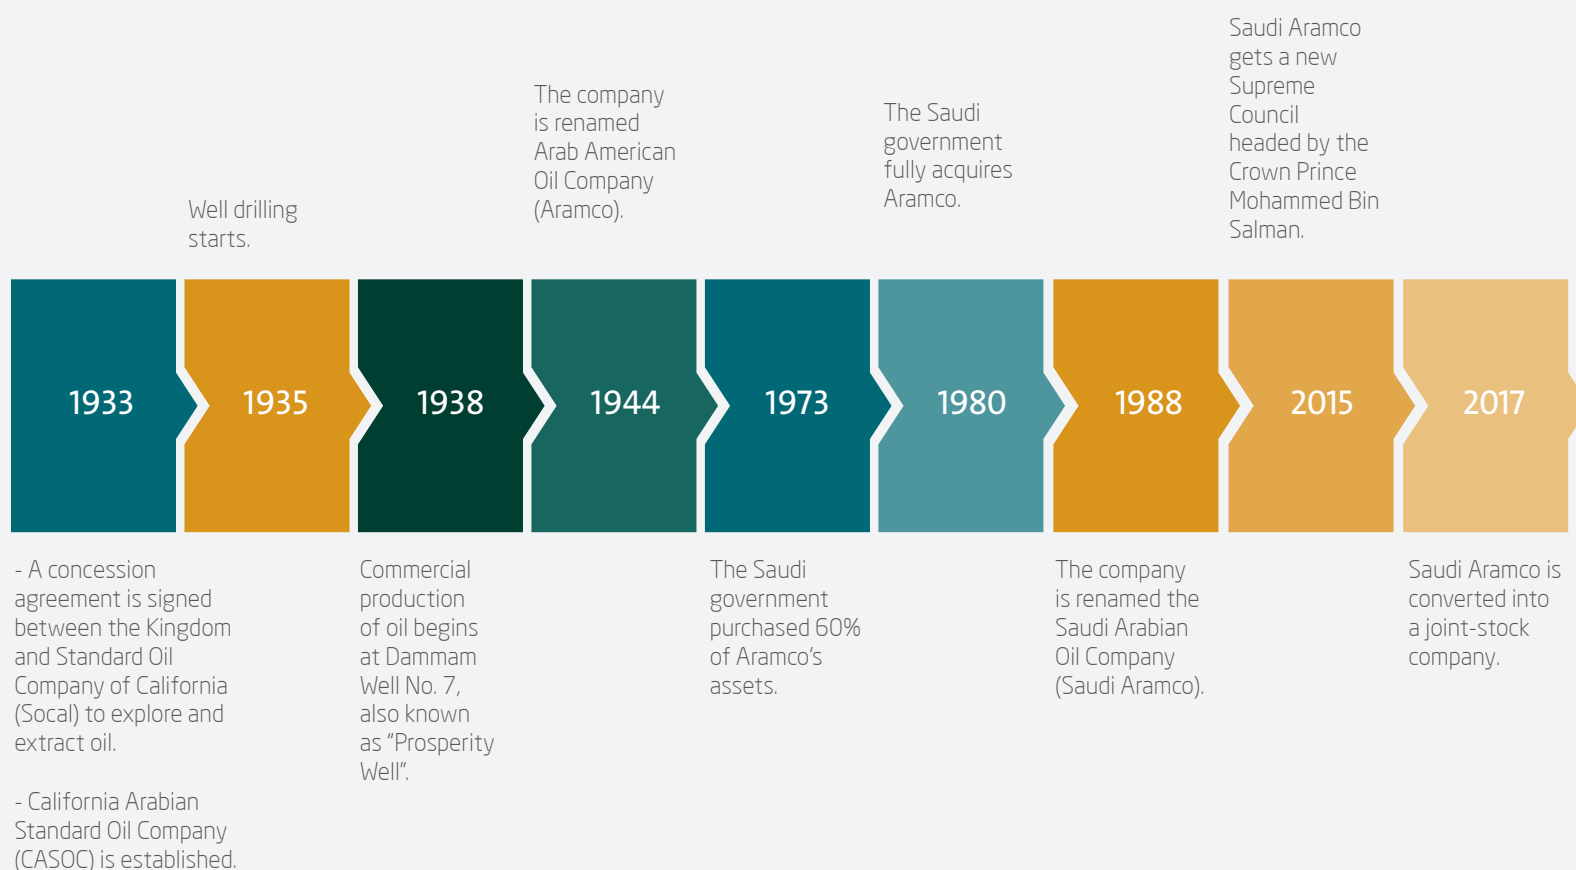 1933
- A concession
agreement is signed
between the Kingdom
and Standard Oil
Company of California
(Socal) to explore and
extract oil.
- California Arabian
Standard Oil Company
(CASOC) is established.
Well drilling
starts.
1935
1938
Commercial
production
of oil begins
at Dammam
Well No. 7,
also known
as “Prosperity
Well”.
The company
is renamed
Arab American
Oil Company
(Aramco).
1944
1973
The Saudi
government
purchased 60%
of Aramco’s
assets.
The Saudi
government
fully acquires
Aramco.
1980
1988
The company
is renamed the
Saudi Arabian
Oil Company
(Saudi Aramco).
Saudi Aramco
gets a new
Supreme
Council
headed by the
Crown Prince
Mohammed Bin
Salman.
2015
2017
Saudi Aramco is
converted into
a joint-stock
company.